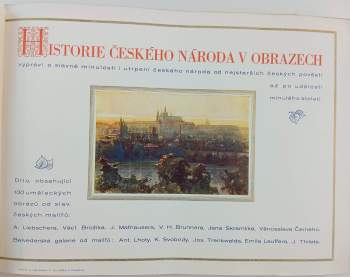 HISTORIE ČESKÉHO NÁRODA V OBRAZECH
vypráví o slavné minulosti i utrpení českého národa od nejstarších českých pověstí
až po události
minulého století.
Dílo, obsahující
100 uměleckých
obrazů od slav.
českých malířů:
A. Liebschera, Václ. Brožíka, J. Mathausera, V. H. Brunnera, Jana Skramlíka, Věnceslava Černého.
Belvederská galerie od malířů: Ant. Lhoty, K. Svobody, Jos. Trenkwalda, Emila Lauffera, J. Till